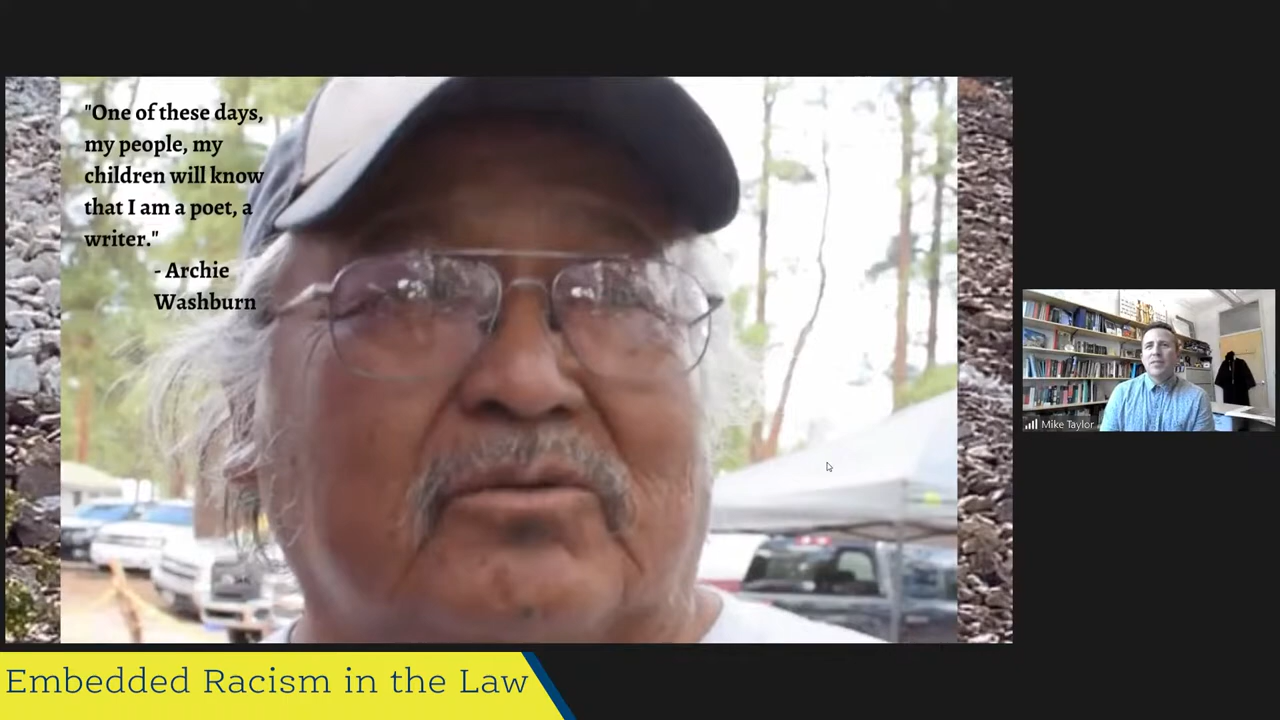 "One of these days,
my people, my
children will know
that I am a poet, a
writer."
- Archie
Washburn
Mike Taylor
Embedded Racism in the Law